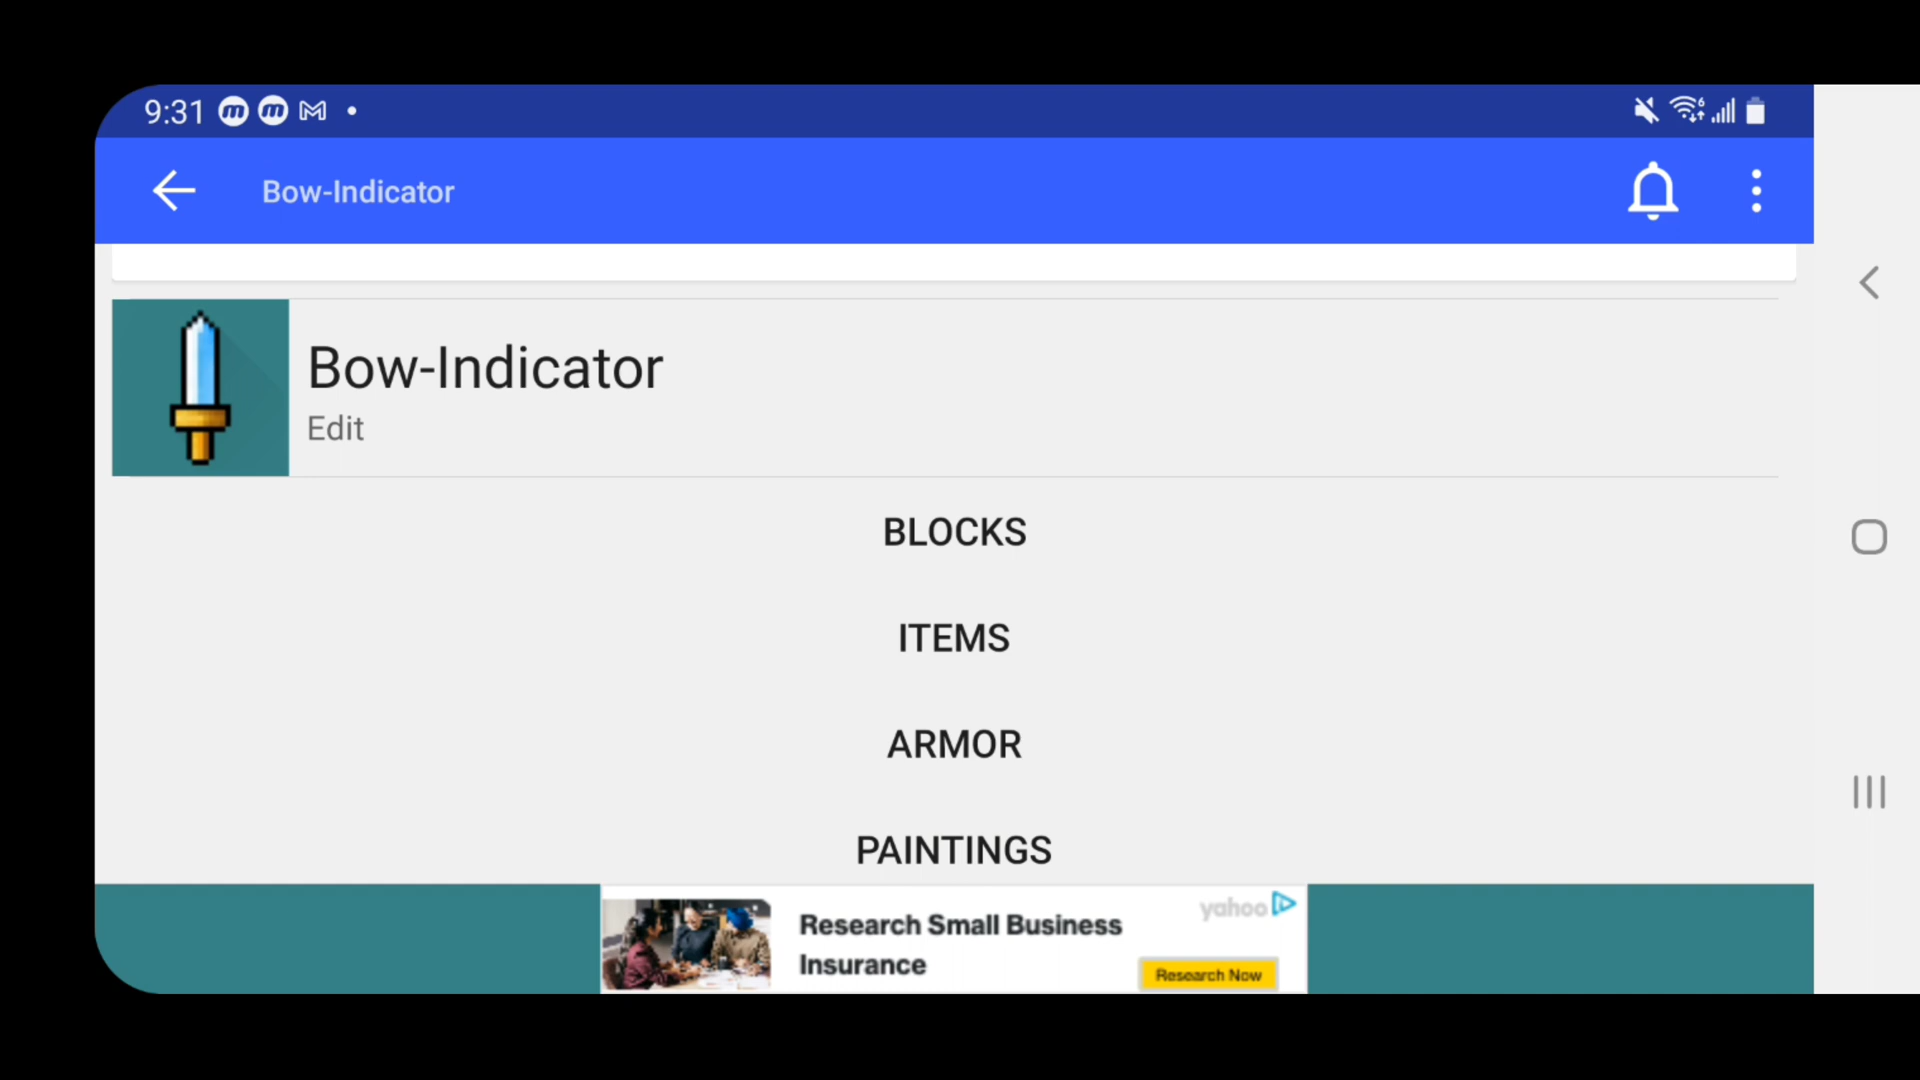 9:31
Bow-Indicator
Bow-Indicator
Edit
BLOCKS
ITEMS
ARMOR
PAINTINGS
Research Small Business
Insurance
yahoo
Research Now